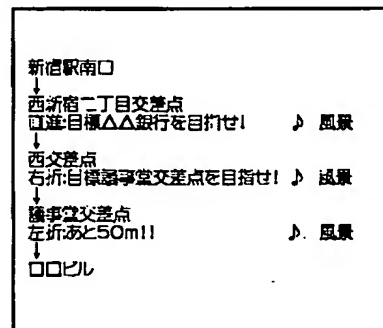 新宿駅南口
↓
西新宿二丁目交差点
直進:目標△△銀行を目指せ! ♪ 風景
↓
西交差点
右折:目標議事堂交差点を目指せ! ♪ 風景
↓
議事堂交差点
左折:あと50m!! ♪. 風景
↓
□□ビル